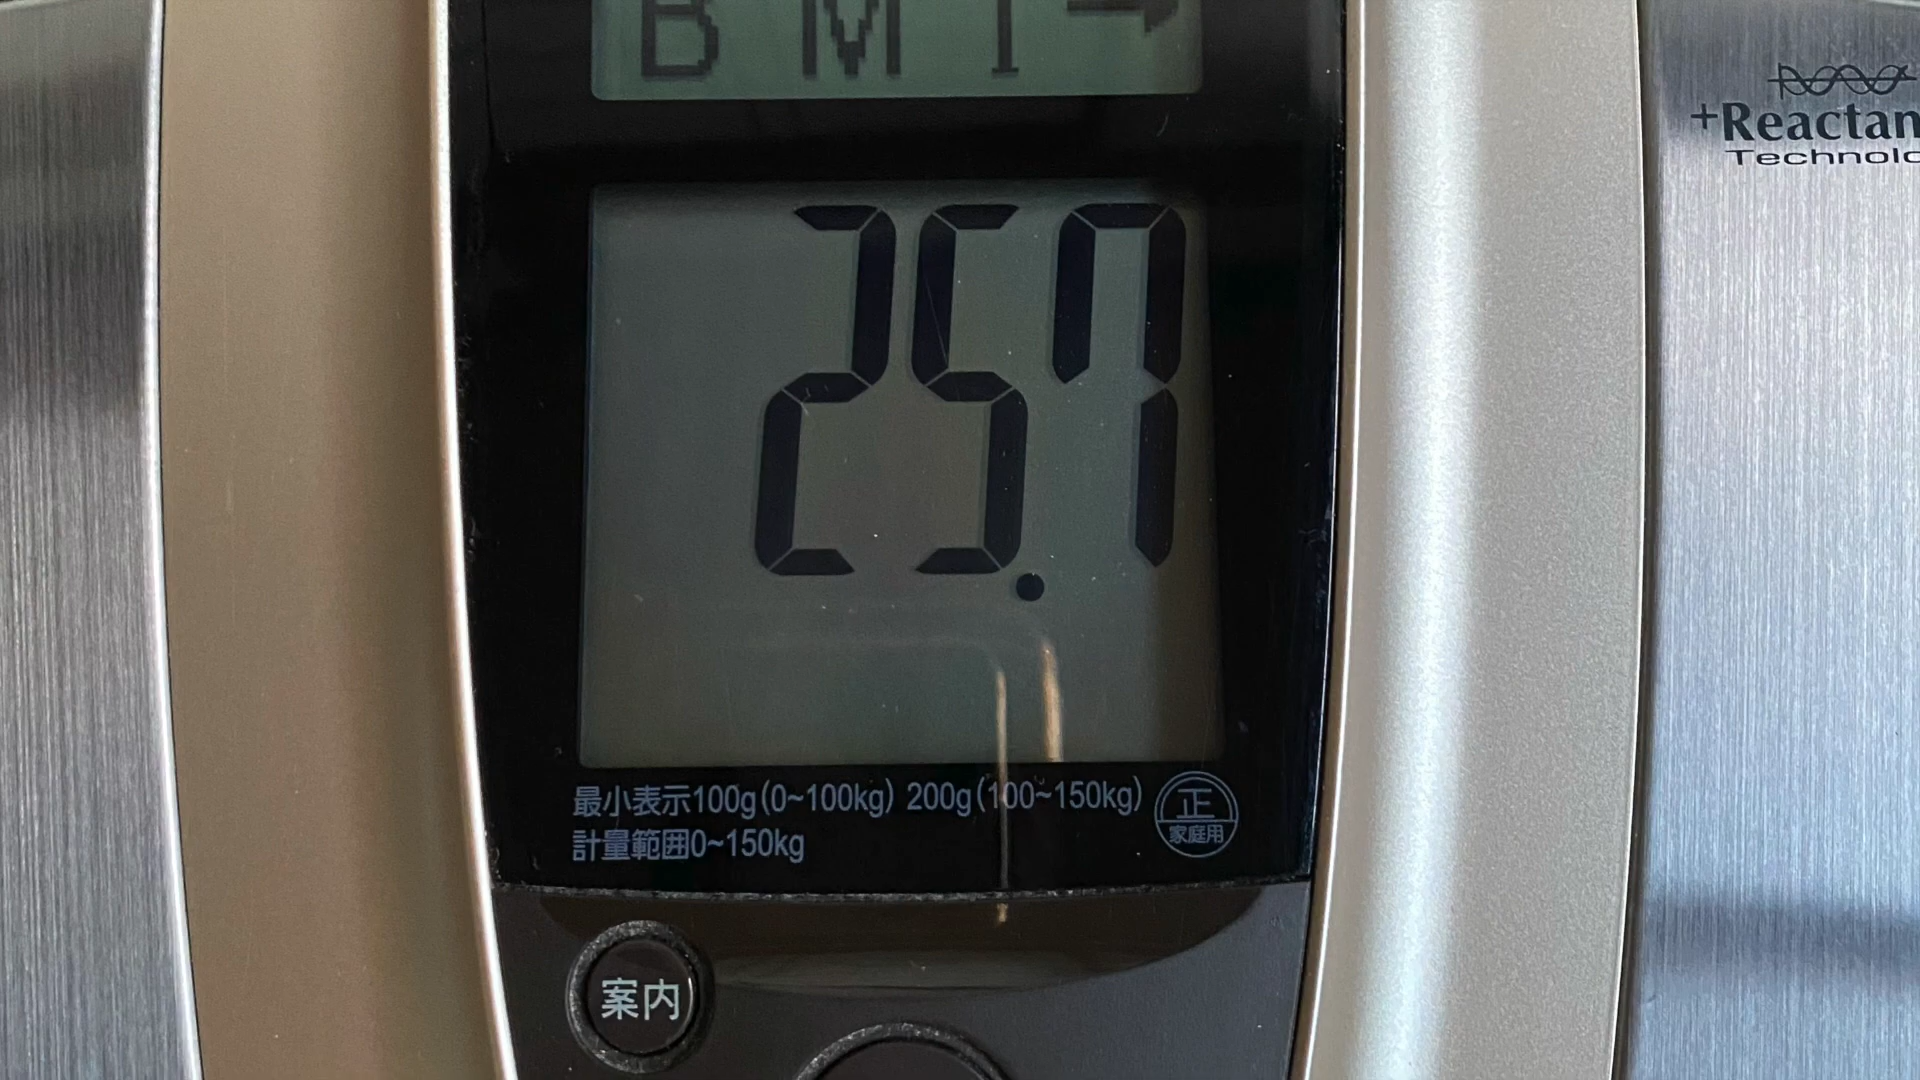 BMI→
25.7
最小表示100g(0~100kg) 200g(100~150kg)
計量範囲0~150kg
正
家庭用
案内
+Reactan
Technolo